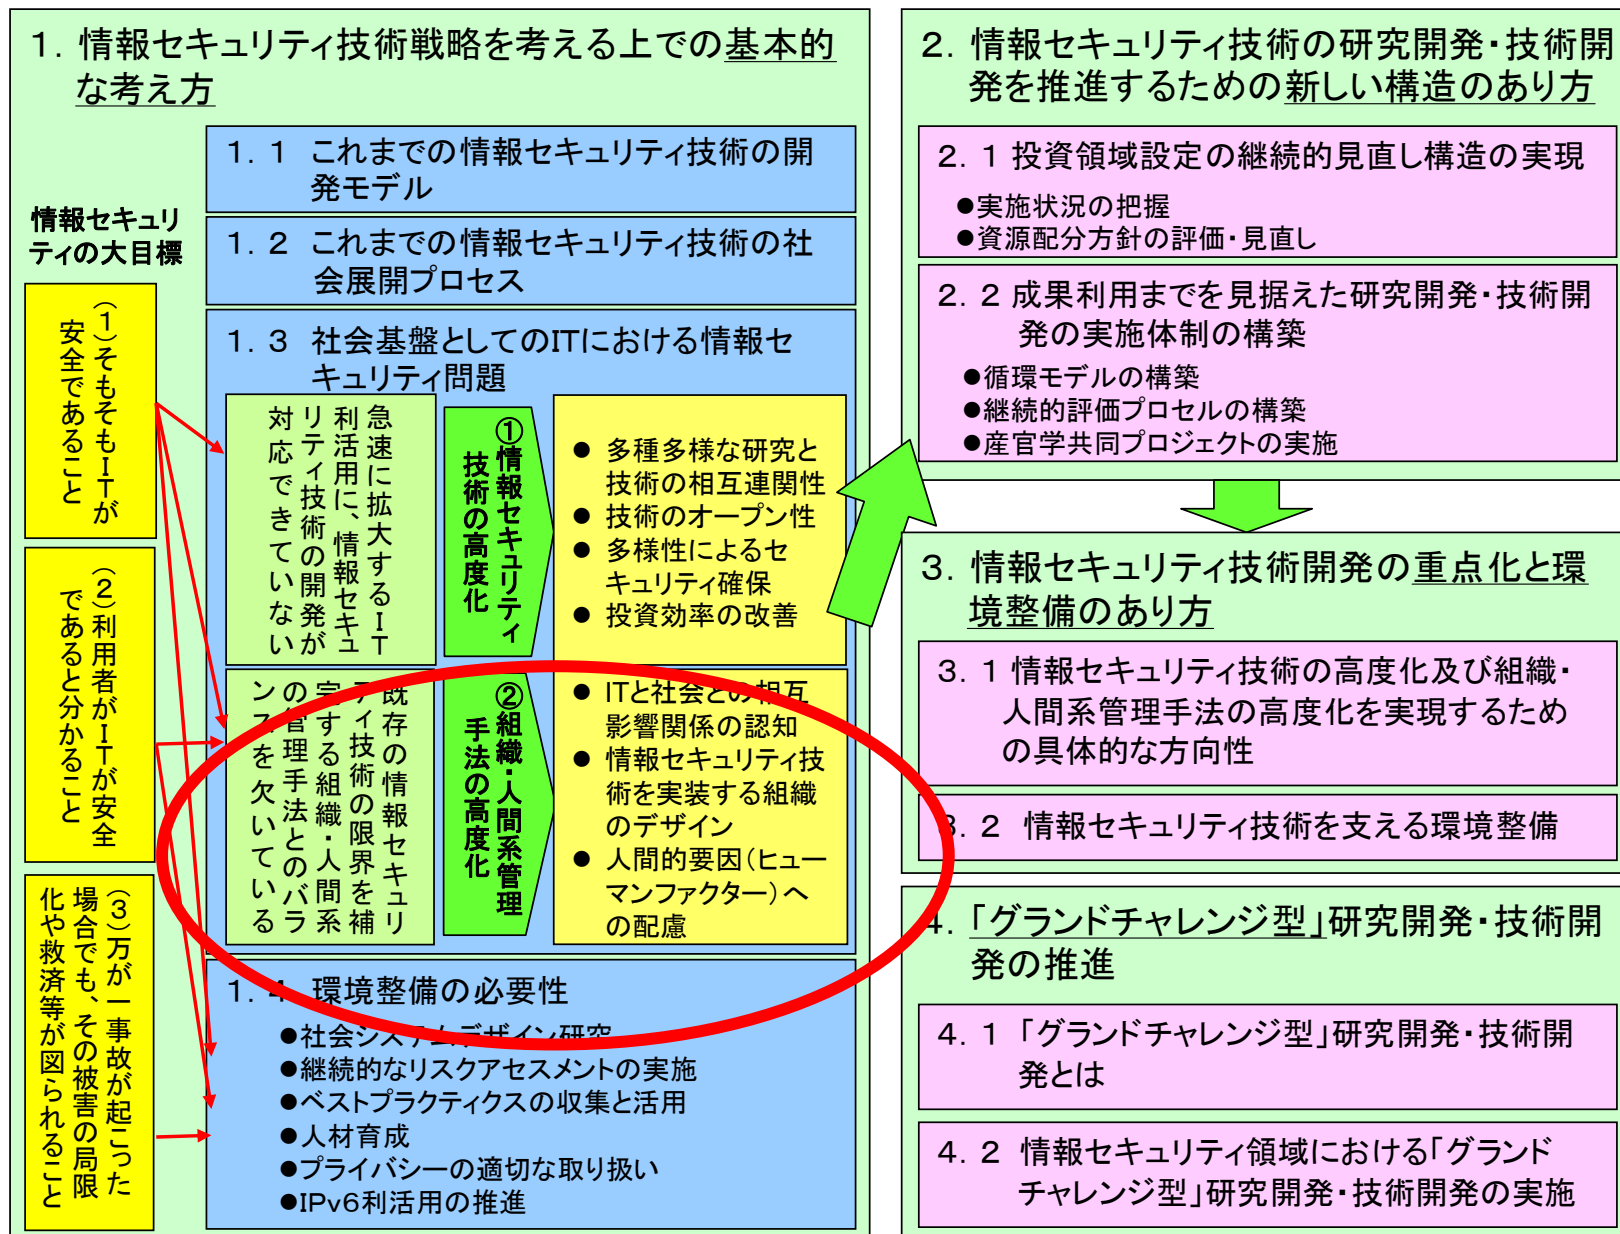 1. 情報セキュリティ技術戦略を考える上での基本的
な考え方
情報セキュリ
ティの大目標
(1)そもそもITが
安全であること
(2)利用者がITが安全
であると分かること
(3)万が一事故が起こった
場合でも、その被害の局限
化や救済等が図られること
1.1 これまでの情報セキュリティ技術の開
発モデル
1.2 これまでの情報セキュリティ技術の社
会展開プロセス
1.3 社会基盤としてのITにおける情報セ
キュリティ問題
急速に拡大するIT
利活用に、情報セキュ
リティ技術の開発が
対応できていない
①情報セキュリティ
技術の高度化
● 多種多様な研究と
技術の相互連関性
● 技術のオープン性
● 多様性によるセ
キュリティ確保
● 投資効率の改善
既存の情報セキュリ
ティ技術の限界を補
完する組織・人間系
の管理手法とのバラ
ンスを欠いている
②組織・人間系管理
手法の高度化
● ITと社会との相互
影響関係の認知
● 情報セキュリティ技
術を実装する組織
のデザイン
● 人間的要因(ヒュー
マンファクター)へ
の配慮
1.4 環境整備の必要性
●社会システムデザイン研究
●継続的なリスクアセスメントの実施
●ベストプラクティクスの収集と活用
●人材育成
●プライバシーの適切な取り扱い
●IPv6利活用の推進
2. 情報セキュリティ技術の研究開発・技術開
発を推進するための新しい構造のあり方
2.1 投資領域設定の継続的見直し構造の実現
●実施状況の把握
●資源配分方針の評価・見直し
2.2 成果利用までを見据えた研究開発・技術開
発の実施体制の構築
●循環モデルの構築
●継続的評価プロセルの構築
●産官学共同プロジェクトの実施
3. 情報セキュリティ技術開発の重点化と環
境整備のあり方
3.1 情報セキュリティ技術の高度化及び組織・
人間系管理手法の高度化を実現するため
の具体的な方向性
3.2 情報セキュリティ技術を支える環境整備
4. 「グランドチャレンジ型」研究開発・技術開
発の推進
4.1 「グランドチャレンジ型」研究開発・技術開
発とは
4.2 情報セキュリティ領域における「グランド
チャレンジ型」研究開発・技術開発の実施